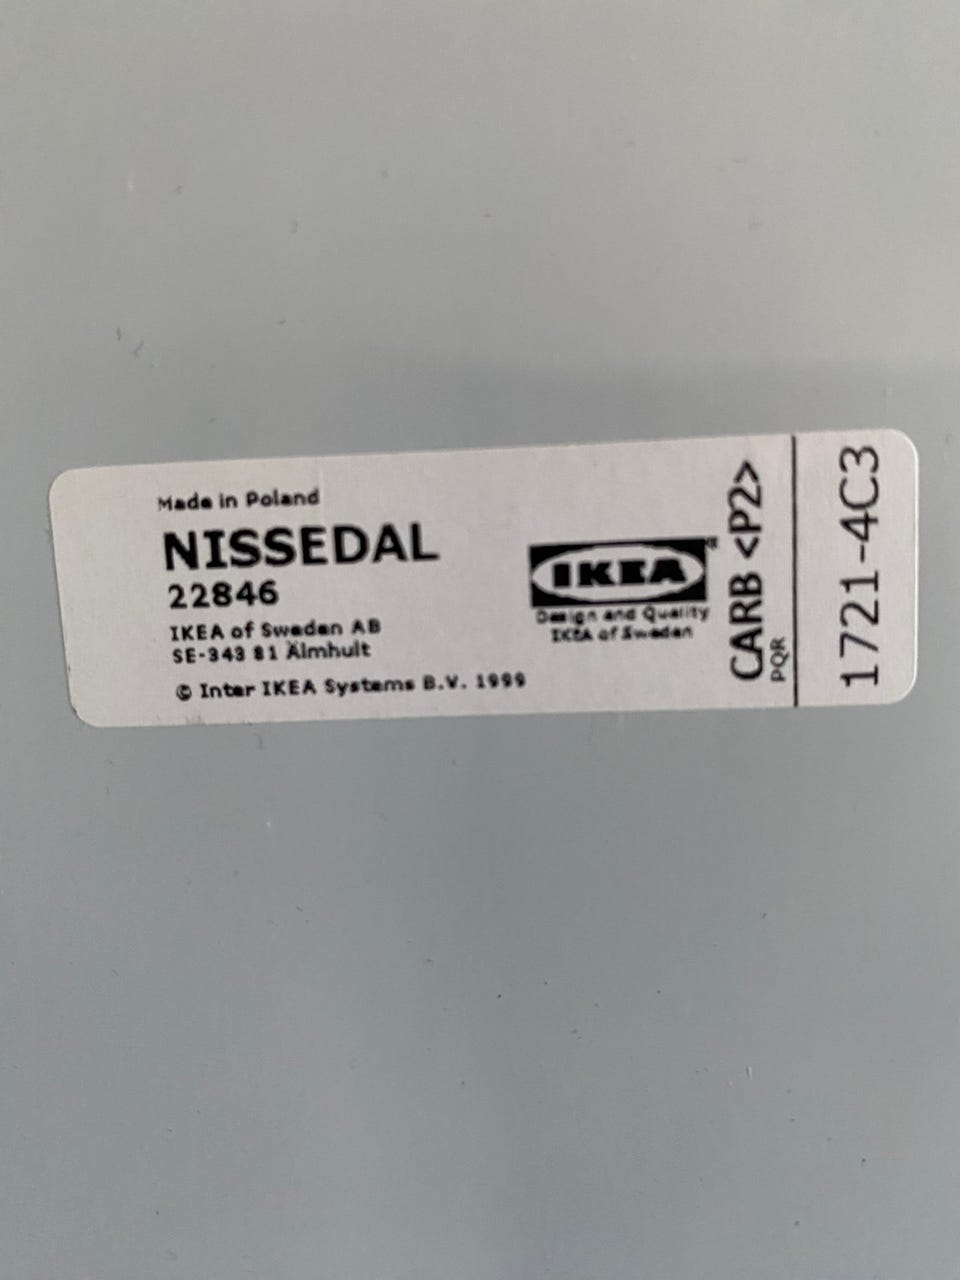 Made in Poland
NISSEDAL
22846
IKEA of Sweden AB
SE-343 81 Älmhult
© Inter IKEA Systems B.V. 1999
IKEA®
Design and Quality
IKEA of Sweden
CARB <P2>
PQR
1721-4C3